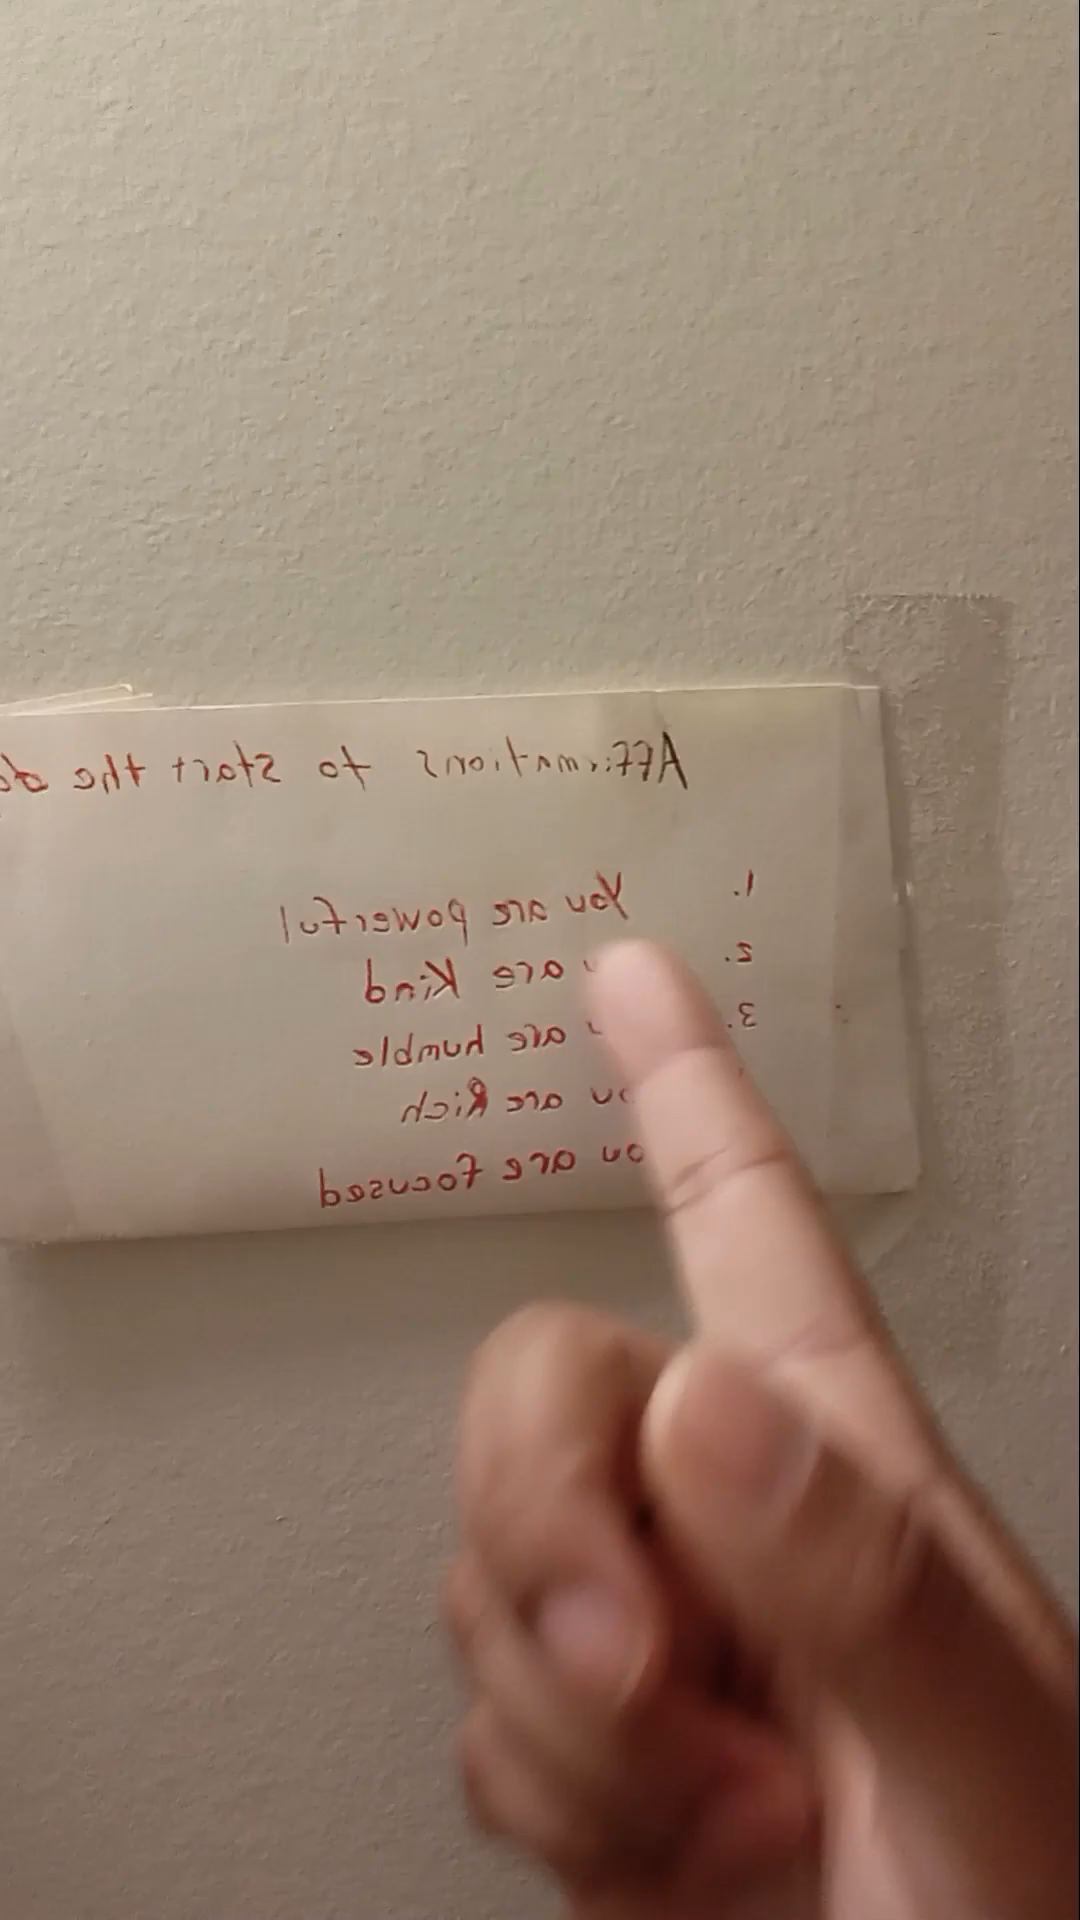 Affirmations to start the
1. You are powerful
2. are kind
3. are humble
are Rich
are focused